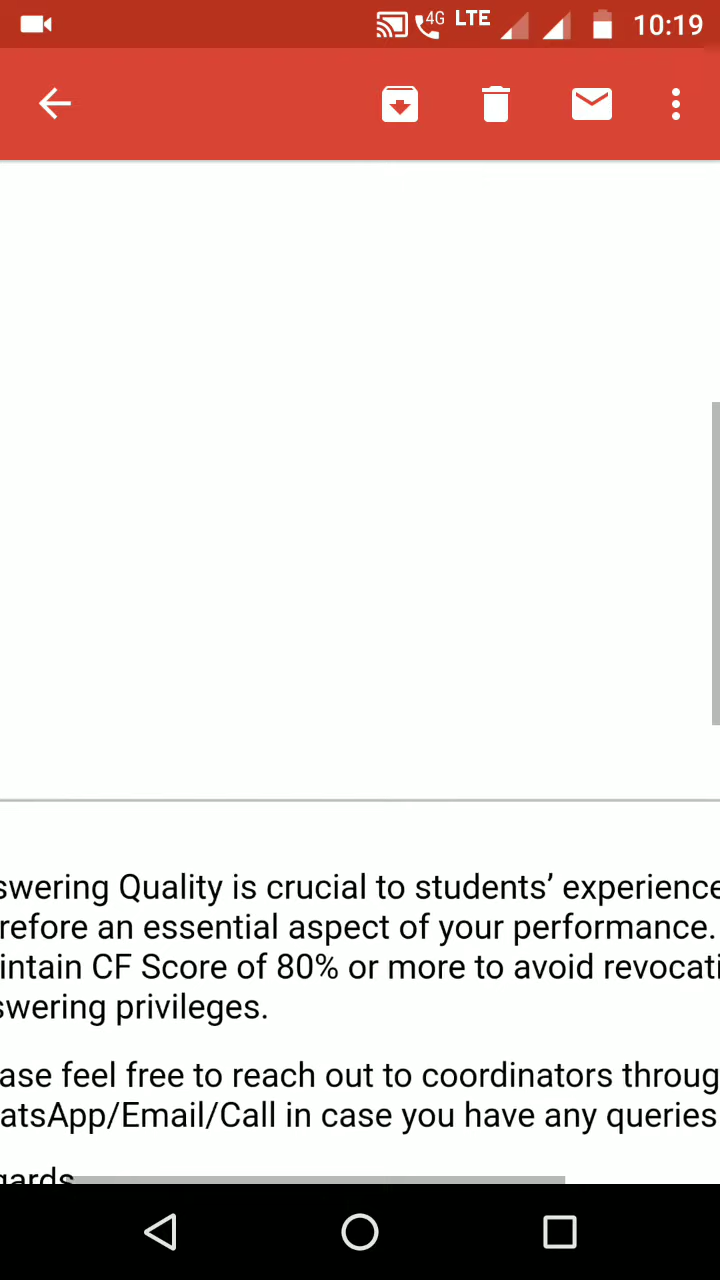 4G LTE 10:19
swering Quality is crucial to students’ experience
refore an essential aspect of your performance.
intain CF Score of 80% or more to avoid revocati
swering privileges.
ase feel free to reach out to coordinators throug
atsApp/Email/Call in case you have any queries
gards